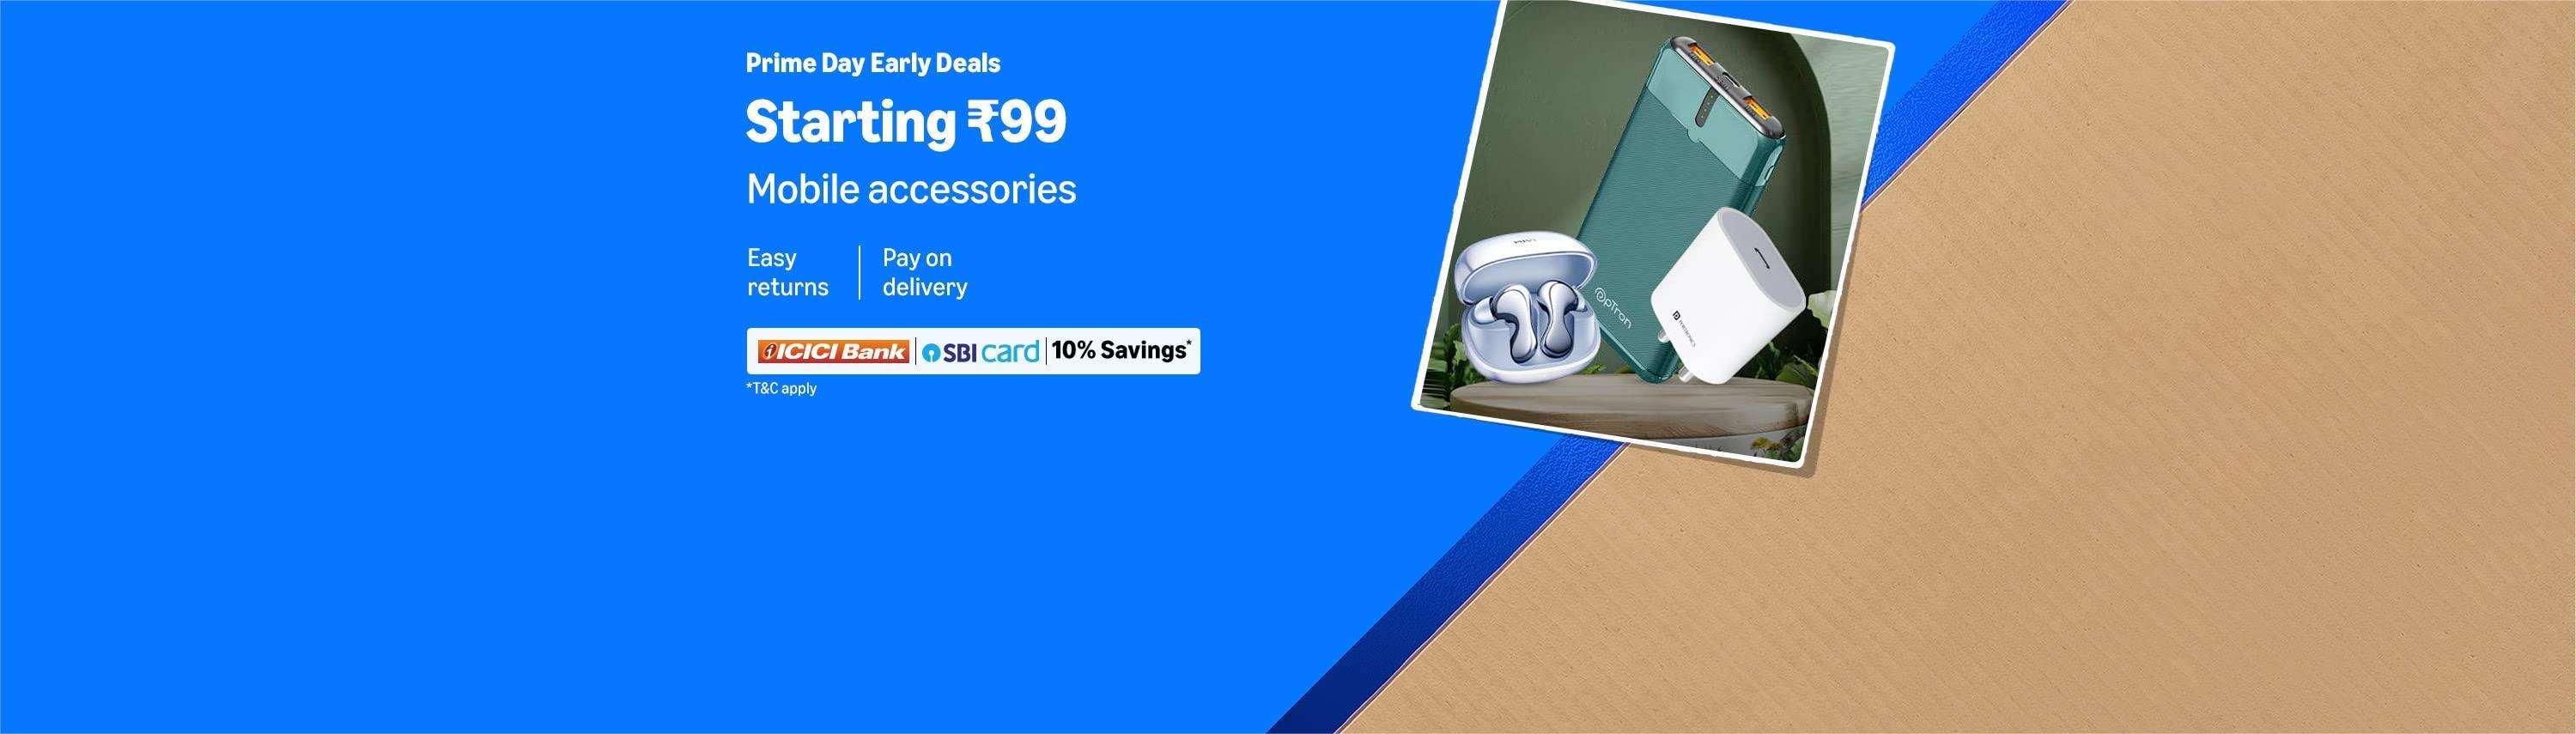 Prime Day Early Deals
Starting ₹99
Mobile accessories
Easy
returns
Pay on
delivery
ICICI Bank
SBI card
10% Savings*
*T&C apply
pTron